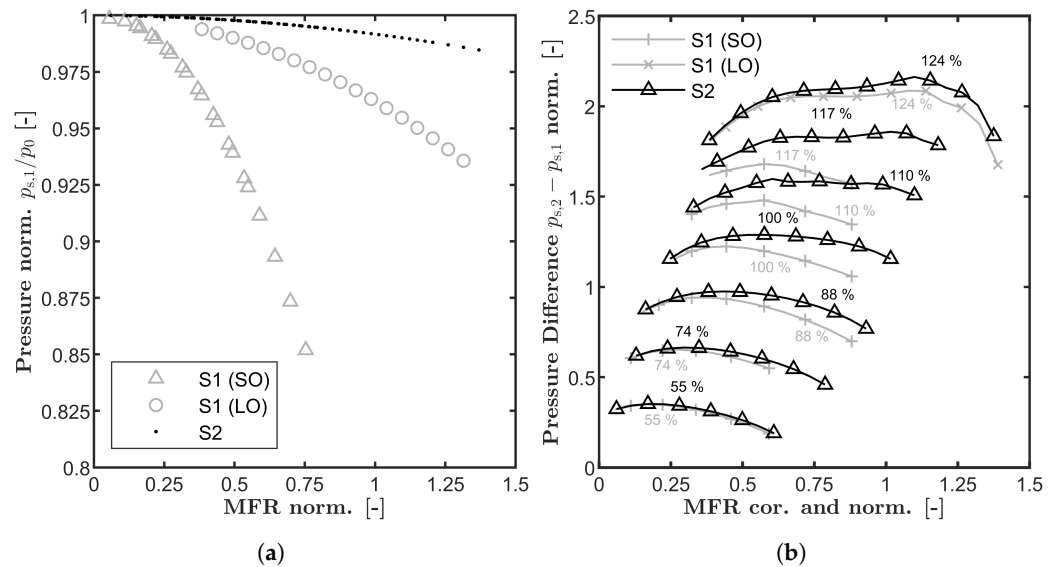 1
0.975
0.95
0.925
0.9
0.875
0.85
0.825
0.8
Pressure norm. p_s,1/p_0 [-]
S1 (SO)
S1 (LO)
S2
0 0.25 0.5 0.75 1 1.25 1.5
MFR norm. [-]
(a)
2.5
2
1.5
1
0.5
0
Pressure Difference p_s,2 − p_s,1 norm. [-]
S1 (SO)
S1 (LO)
S2
124 %
124 %
117 %
117 %
110 %
110 %
100 %
100 %
88 %
88 %
74 %
74 %
55 %
55 %
0 0.25 0.5 0.75 1 1.25 1.5
MFR cor. and norm. [-]
(b)